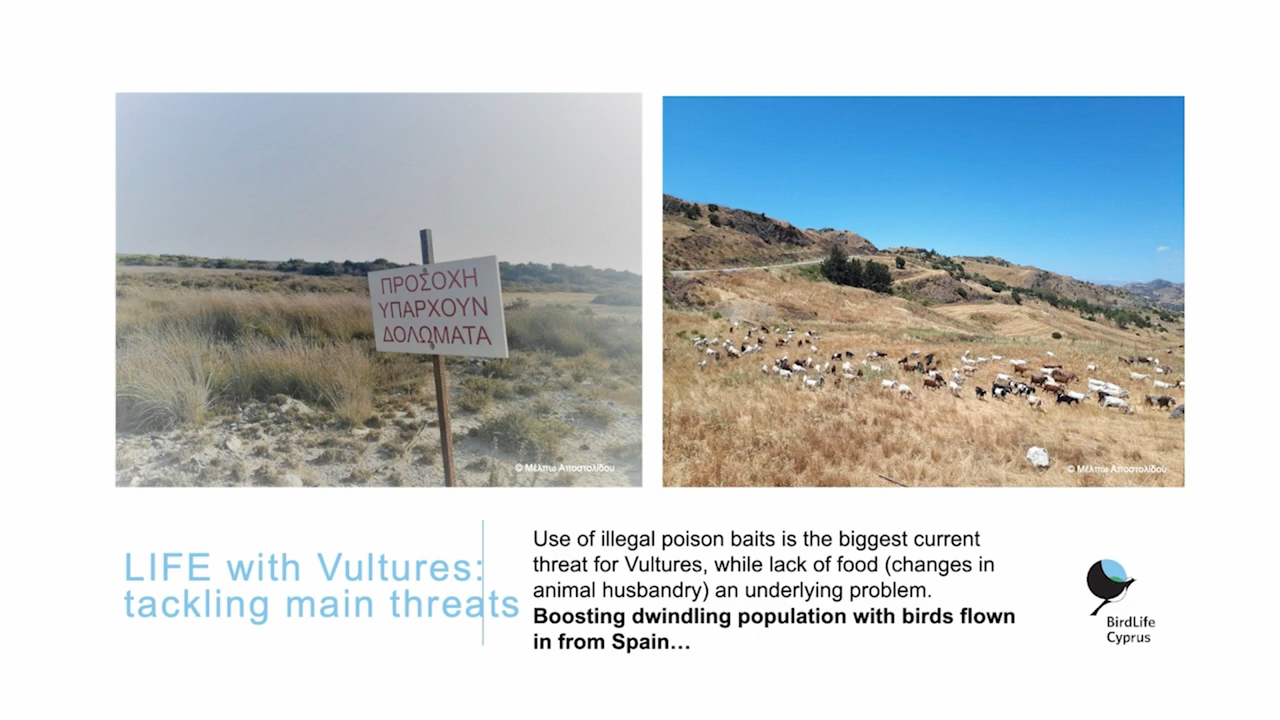 ΠΡΟΣΟΧΗ
ΥΠΑΡΧΟΥΝ
ΔΟΛΩΜΑΤΑ
© Μέλπω Αποστολίδου
© Μέλπω Αποστολίδου
LIFE with Vultures:
tackling main threats
Use of illegal poison baits is the biggest current
threat for Vultures, while lack of food (changes in
animal husbandry) an underlying problem.
Boosting dwindling population with birds flown
in from Spain…
BirdLife
Cyprus